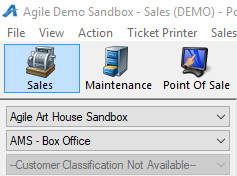 Agile Demo Sandbox - Sales (DEMO) - Po
File View Action Ticket Printer Sales
Sales Maintenance Point Of Sale
Agile Art House Sandbox
AMS - Box Office
--Customer Classification Not Available--